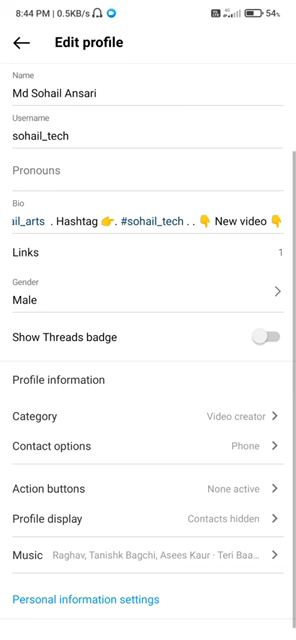 8:44 PM | 0.5KB/s
54%
Edit profile
Name
Md Sohail Ansari
Username
sohail_tech
Pronouns
Bio
ail_arts . Hashtag 👉. #sohail_tech . . 👇 New video 👇
Links 1
Gender
Male
Show Threads badge
Profile information
Category Video creator
Contact options Phone
Action buttons None active
Profile display Contacts hidden
Music Raghav, Tanishk Bagchi, Asees Kaur · Teri Baa...
Personal information settings